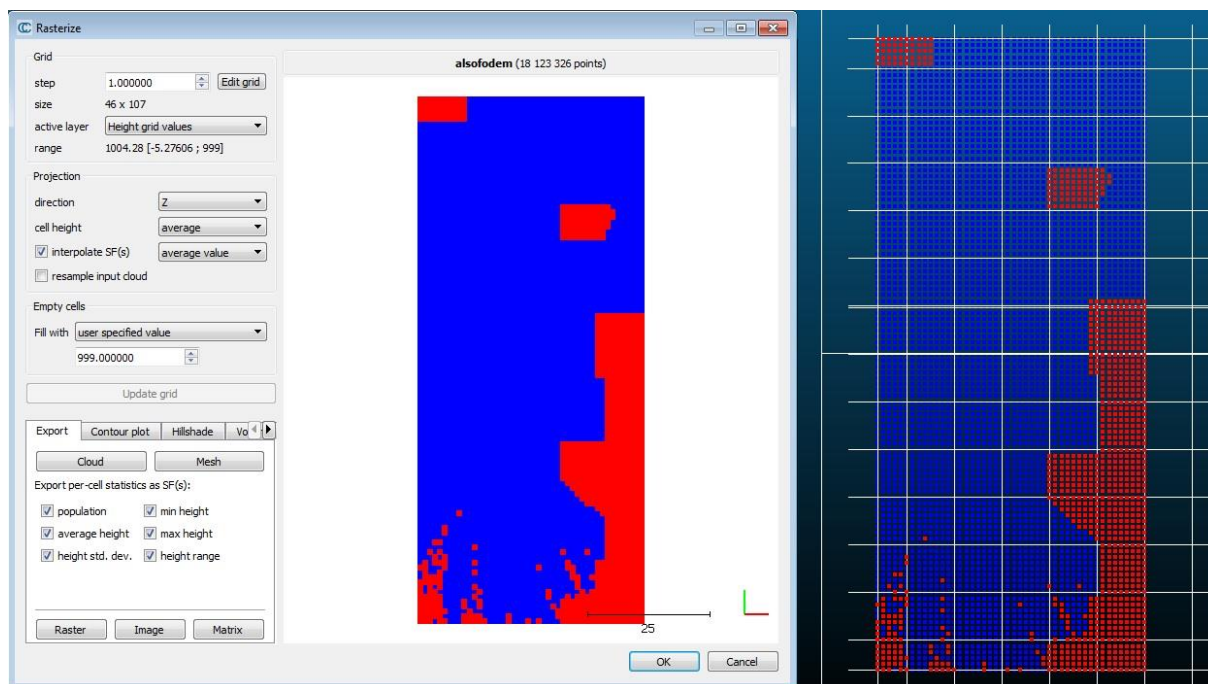 Rasterize
Grid
step 1.000000 Edit grid
size 46 x 107
active layer Height grid values
range 1004.28 [-5.27606 ; 999]
Projection
direction Z
cell height average
interpolate SF(s) average value
resample input cloud
Empty cells
Fill with user specified value
999.000000
Update grid
Export Contour plot Hillshade Vo
Cloud Mesh
Export per-cell statistics as SF(s):
population min height
average height max height
height std. dev. height range
Raster Image Matrix
alsofodem (18 123 326 points)
25
OK Cancel